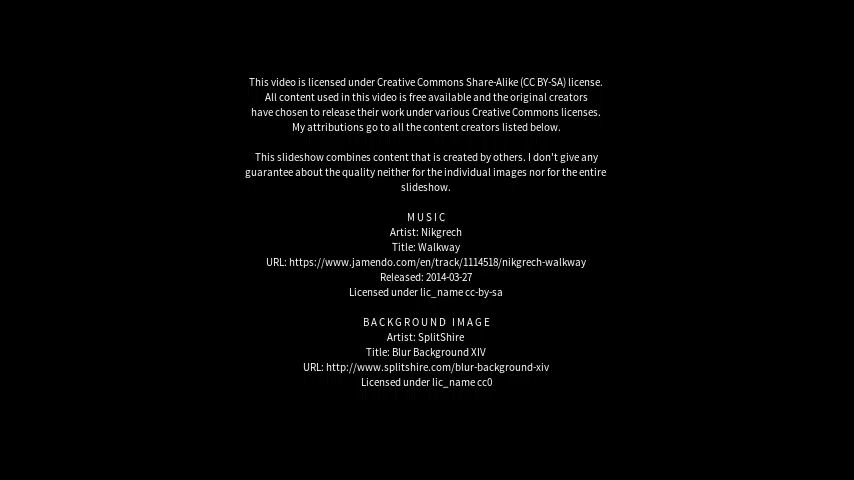 This video is licensed under Creative Commons Share-Alike (CC BY-SA) license.
All content used in this video is free available and the original creators
have chosen to release their work under various Creative Commons licenses.
My attributions go to all the content creators listed below.
This slideshow combines content that is created by others. I don't give any
guarantee about the quality neither for the individual images nor for the entire
slideshow.
MUSIC
Artist: Nikgrech
Title: Walkway
URL: https://www.jamendo.com/en/track/1114518/nikgrech-walkway
Released: 2014-03-27
Licensed under lic_name cc-by-sa
BACKGROUND IMAGE
Artist: SplitShire
Title: Blur Background XIV
URL: http://www.splitshire.com/blur-background-xiv
Licensed under lic_name cc0